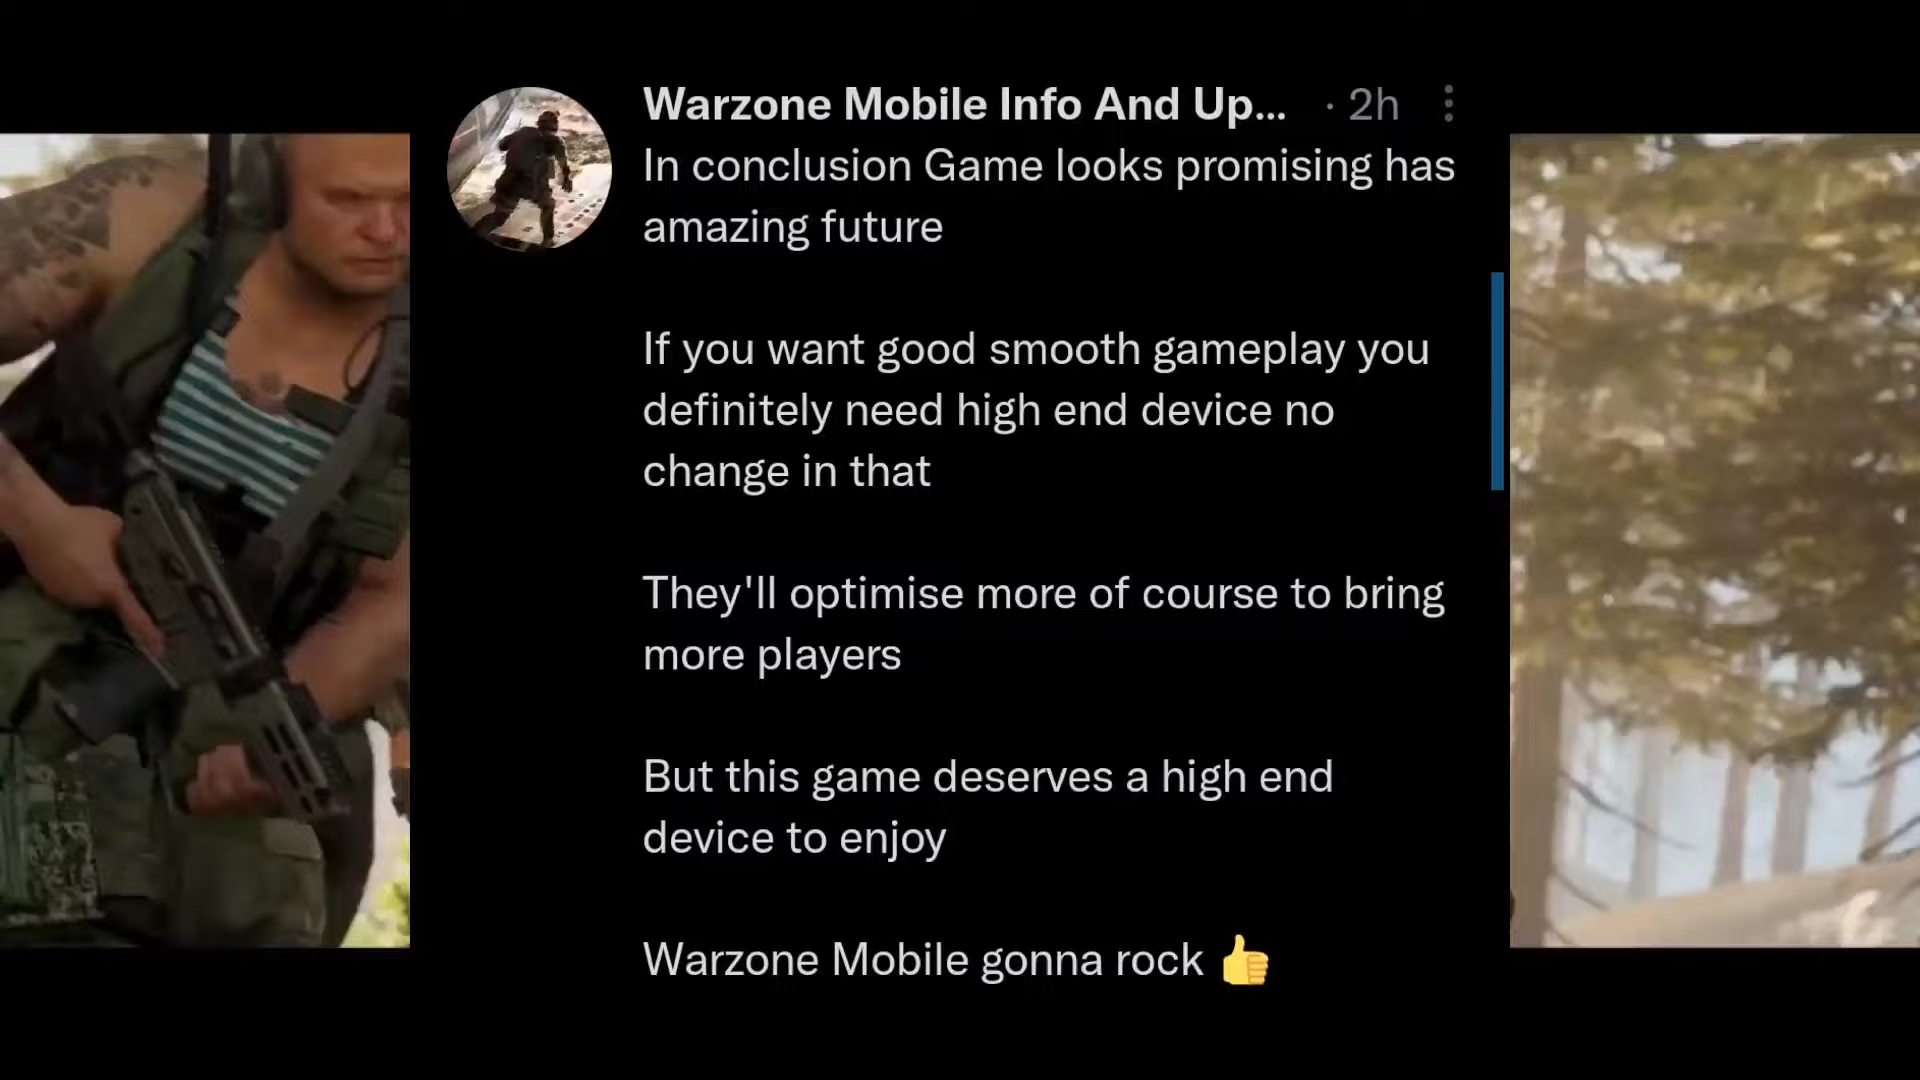 Warzone Mobile Info And Up... · 2h
In conclusion Game looks promising has
amazing future
If you want good smooth gameplay you
definitely need high end device no
change in that
They'll optimise more of course to bring
more players
But this game deserves a high end
device to enjoy
Warzone Mobile gonna rock 👍